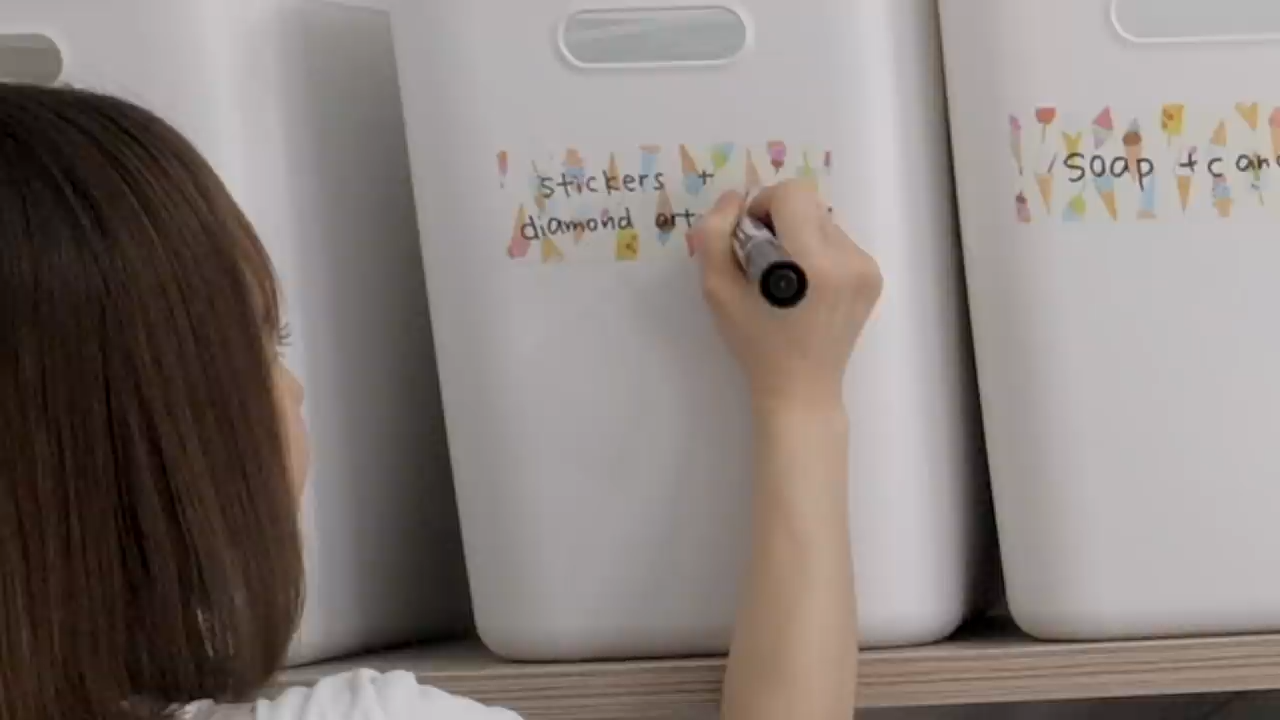 stickers +
diamond art
soap + can